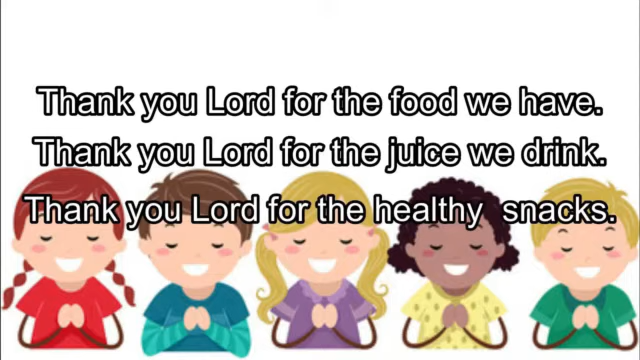 Thank you Lord for the food we have.
Thank you Lord for the juice we drink.
Thank you Lord for the healthy snacks.